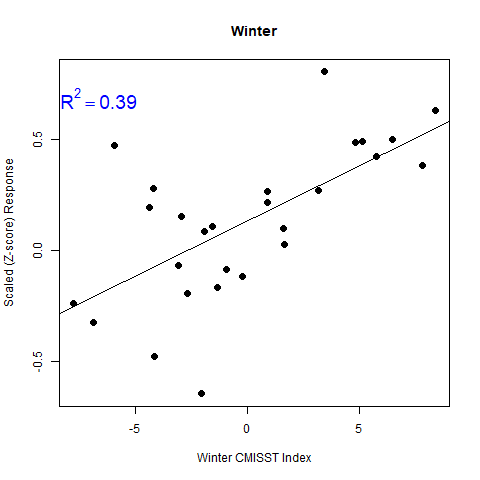 Winter
R² = 0.39
0.5
0.0
-0.5
Scaled (Z-score) Response
-5 0 5
Winter CMISST Index